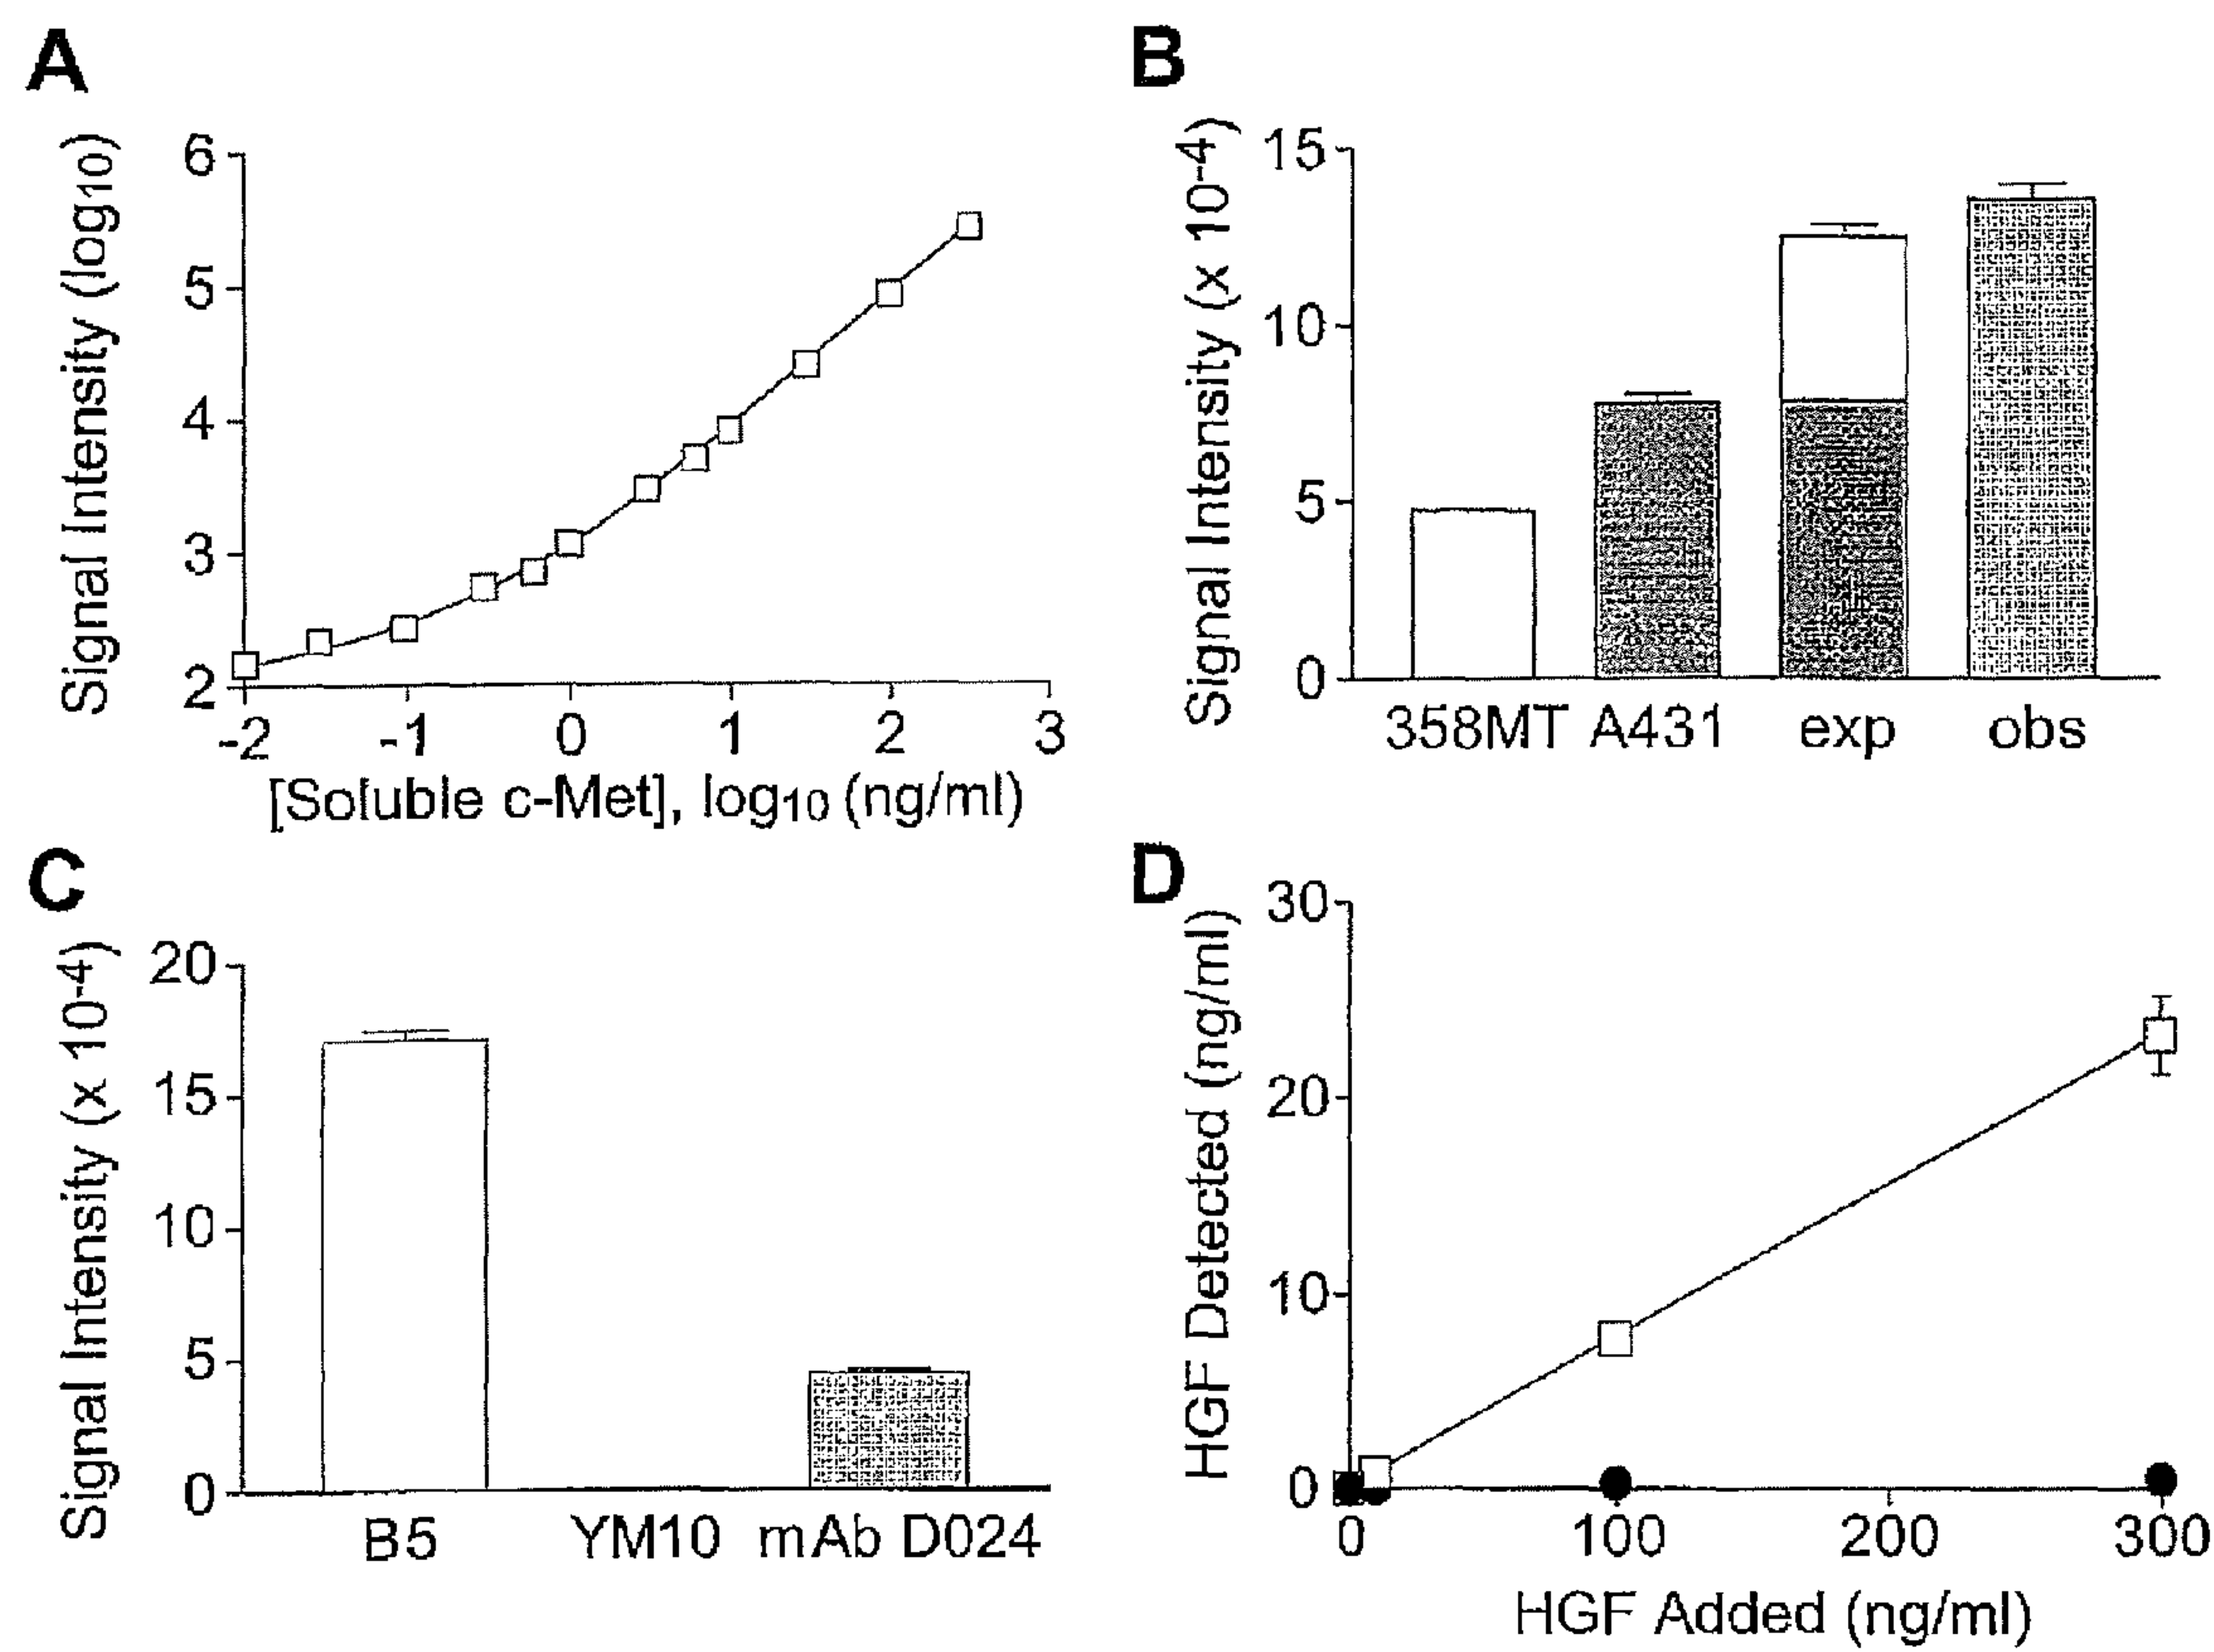 A
Signal Intensity (log10)
6
5
4
3
2
-2 -1 0 1 2 3
[Soluble c-Met], log10 (ng/ml)
B
Signal Intensity (x 10-4)
15
10
5
0
358MT A431 exp obs
C
Signal Intensity (x 10-4)
20
15
10
5
0
B5 YM10 mAb D024
D
HGF Detected (ng/ml)
30
20
10
0
0 100 200 300
HGF Added (ng/ml)